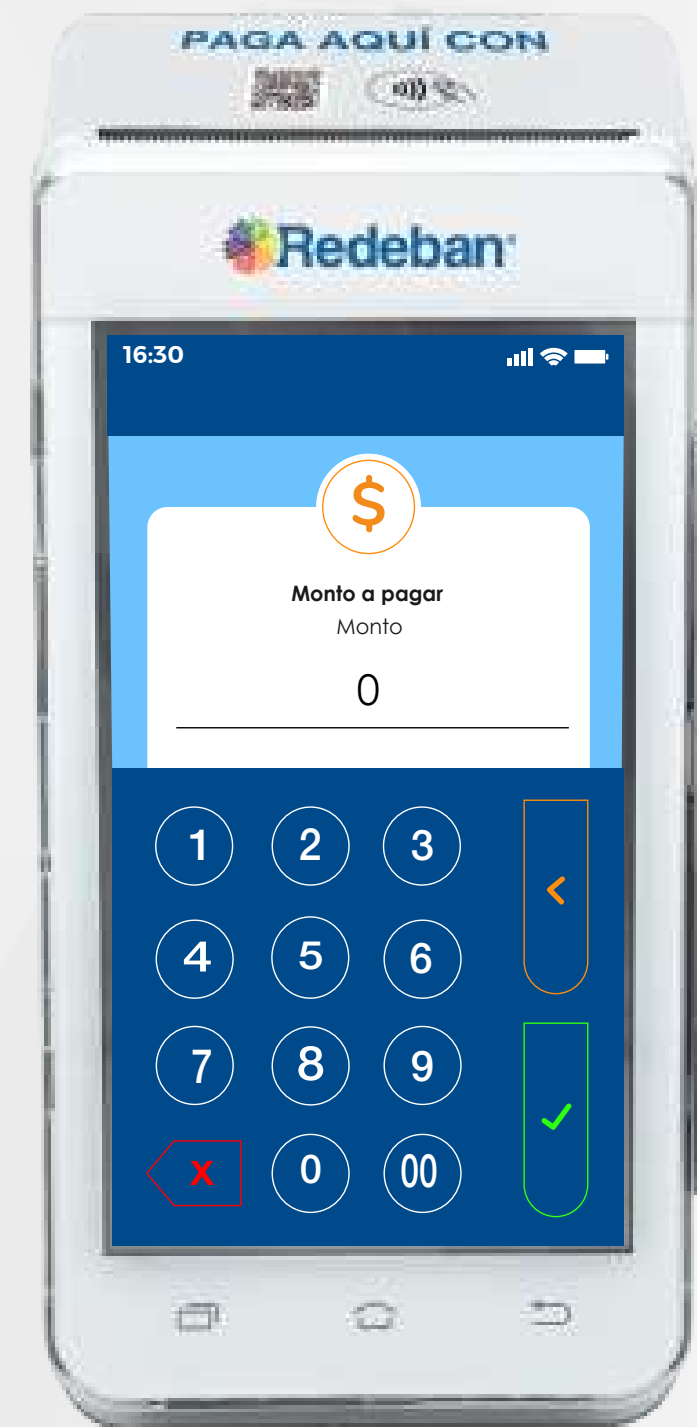 PAGA AQUÍ CON
Redeban
16:30
$
Monto a pagar
Monto
0
1 2 3
4 5 6
7 8 9
X 0 00